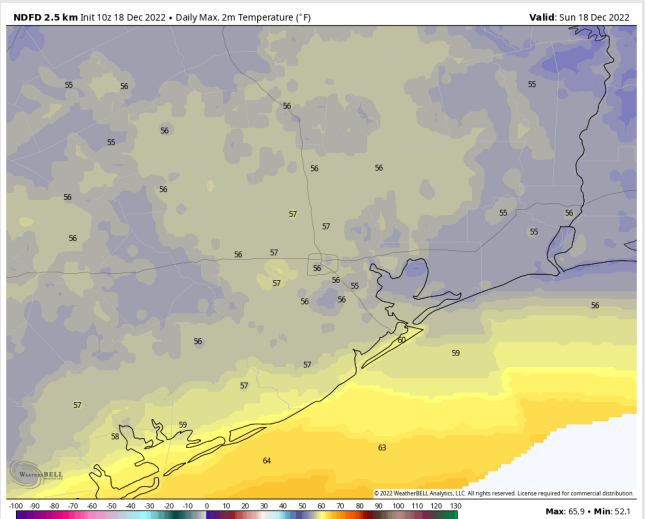 NDFD 2.5 km Init 10z 18 Dec 2022 • Daily Max. 2m Temperature (°F)
Valid: Sun 18 Dec 2022
55 56 55
56
56
55
56 56
56 56
57 55 56
57
56 55
56 57
56
57 56 55
56 56 56
56 60
59
57
57
57
59
58
64 63
WEATHERBELL
© 2022 WeatherBELL Analytics, LLC. All rights reserved. License required for commercial distribution.
-100 -90 -80 -70 -60 -50 -40 -30 -20 -10 0 10 20 30 40 50 60 70 80 90 100 110 120
Max: 65.9 • Min: 52.1